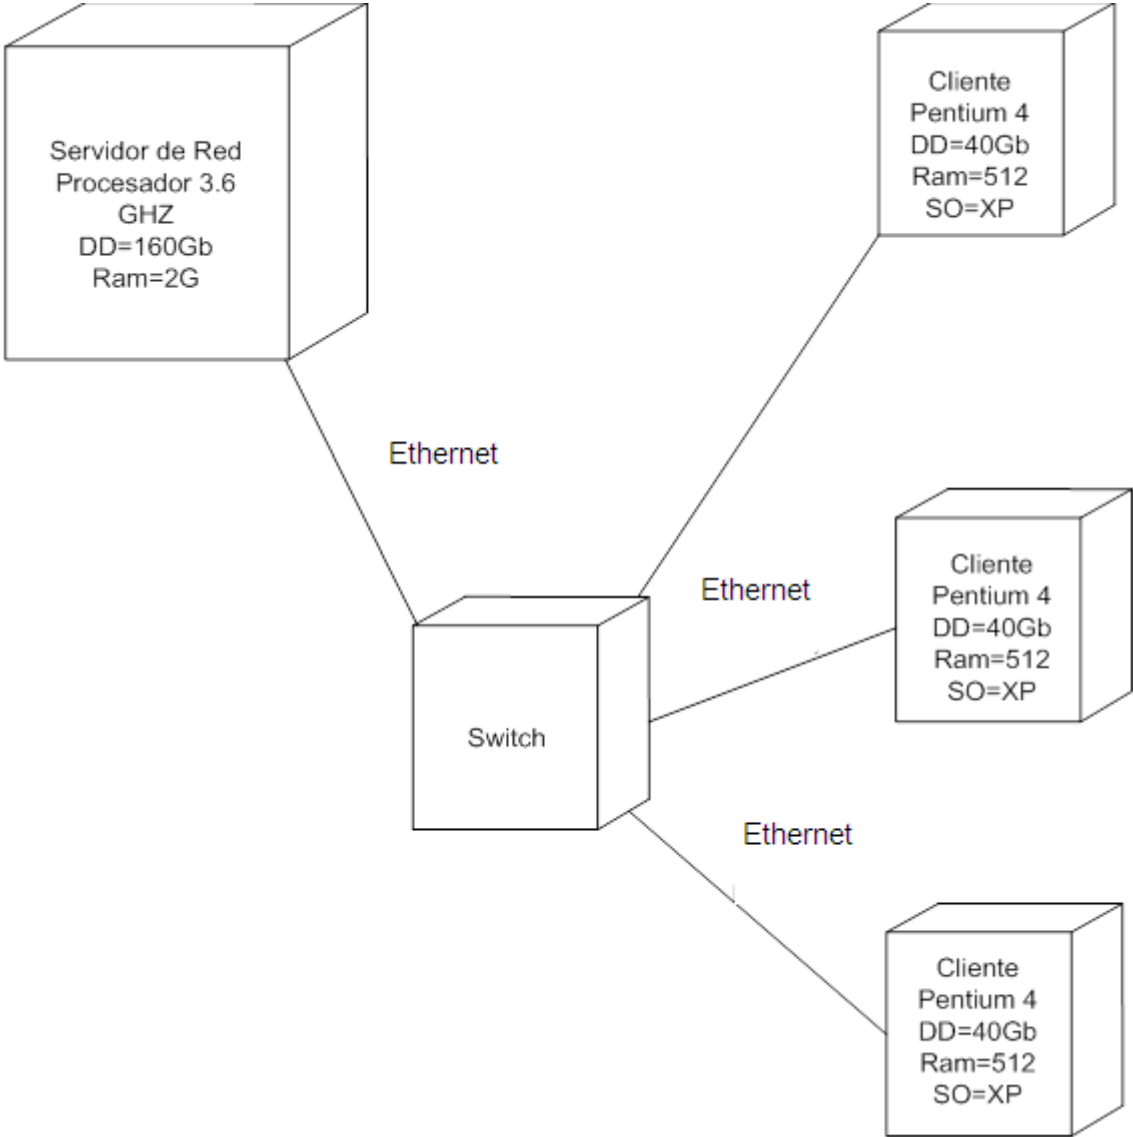 Servidor de Red
Procesador 3.6
GHZ
DD=160Gb
Ram=2G
Cliente
Pentium 4
DD=40Gb
Ram=512
SO=XP
Ethernet
Ethernet
Cliente
Pentium 4
DD=40Gb
Ram=512
SO=XP
Switch
Ethernet
Cliente
Pentium 4
DD=40Gb
Ram=512
SO=XP